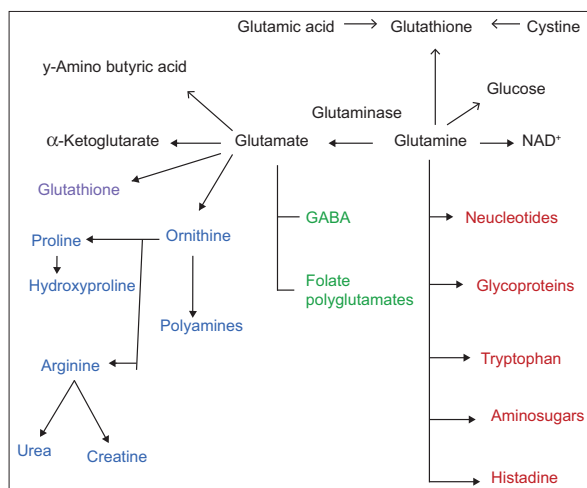 Glutamic acid
Glutathione
Cystine
y-Amino butyric acid
Glucose
Glutaminase
α-Ketoglutarate
Glutamate
Glutamine
NAD+
Glutathione
GABA
Neucleotides
Proline
Ornithine
Hydroxyproline
Folate
polyglutamates
Glycoproteins
Polyamines
Arginine
Tryptophan
Aminosugars
Urea
Creatine
Histadine